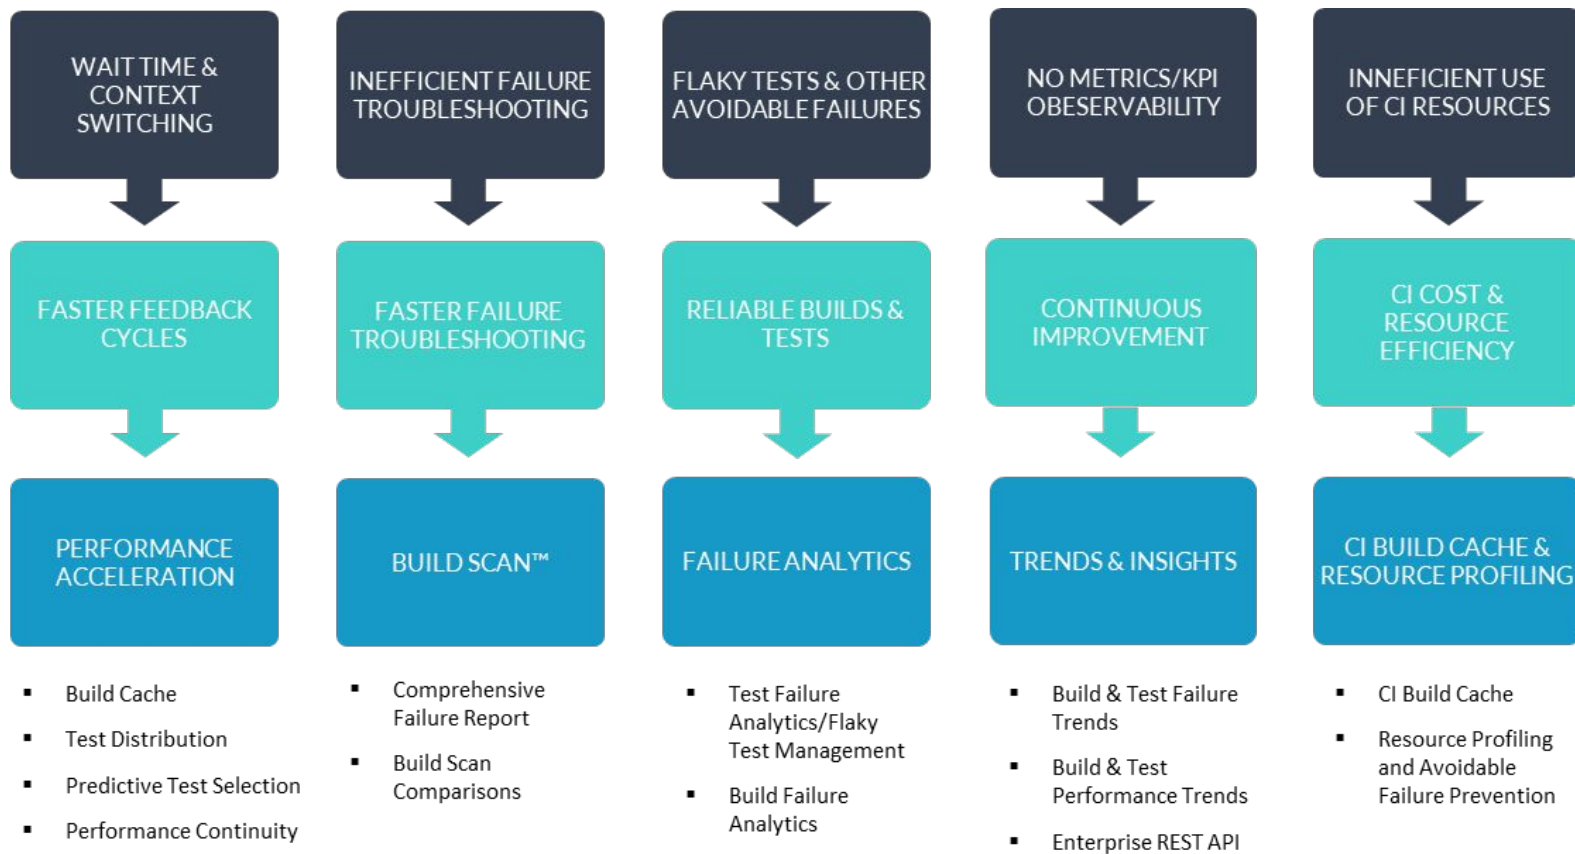 WAIT TIME &
CONTEXT
SWITCHING
INEFFICIENT FAILURE
TROUBLESHOOTING
FLAKY TESTS & OTHER
AVOIDABLE FAILURES
NO METRICS/KPI
OBESERVABILITY
INNEFICIENT USE
OF CI RESOURCES
FASTER FEEDBACK
CYCLES
FASTER FAILURE
TROUBLESHOOTING
RELIABLE BUILDS &
TESTS
CONTINUOUS
IMPROVEMENT
CI COST &
RESOURCE
EFFICIENCY
PERFORMANCE
ACCELERATION
BUILD SCAN™
FAILURE ANALYTICS
TRENDS & INSIGHTS
CI BUILD CACHE &
RESOURCE PROFILING
▪ Build Cache
▪ Test Distribution
▪ Predictive Test Selection
▪ Performance Continuity
▪ Comprehensive
Failure Report
▪ Build Scan
Comparisons
▪ Test Failure
Analytics/Flaky
Test Management
▪ Build Failure
Analytics
▪ Build & Test Failure
Trends
▪ Build & Test
Performance Trends
▪ Enterprise REST API
▪ CI Build Cache
▪ Resource Profiling
and Avoidable
Failure Prevention